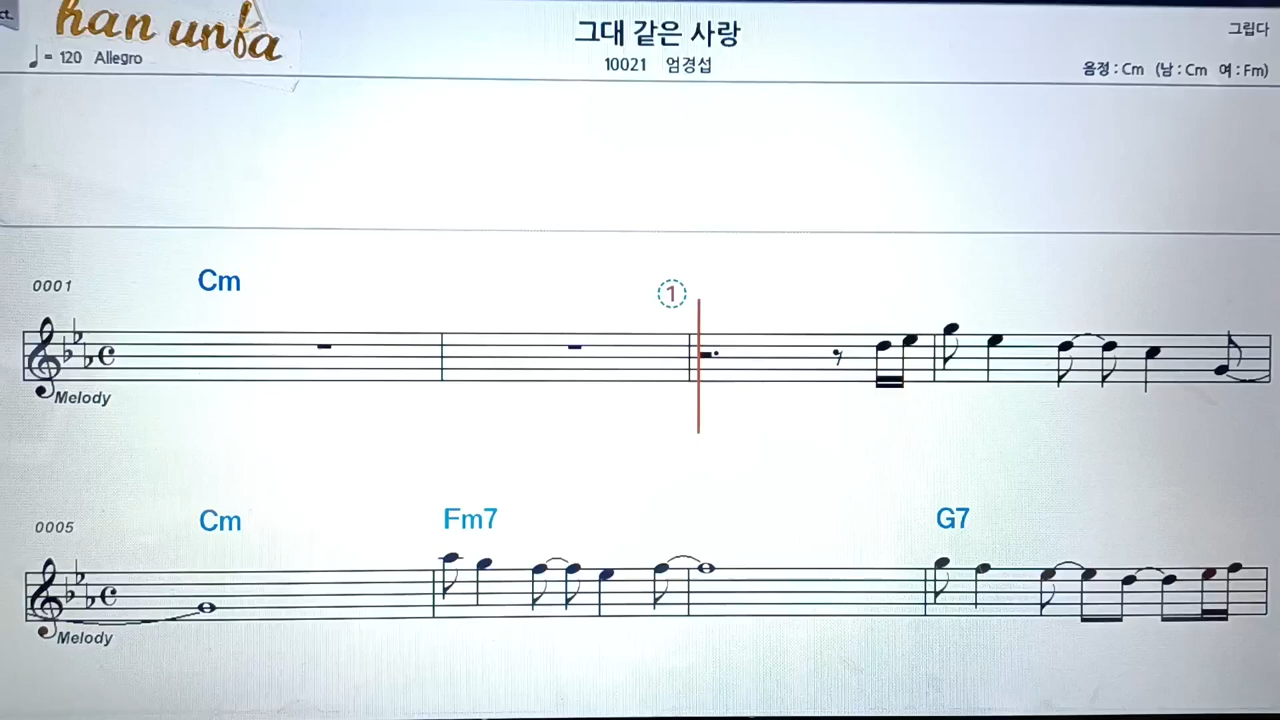 ct.
han unfa
그대 같은 사랑
그립다
♩= 120 Allegro
10021 엄경섭
음정 : Cm (남 : Cm 여 : Fm)
0001
Cm
1
Melody
0005
Cm
Fm7
G7
Melody